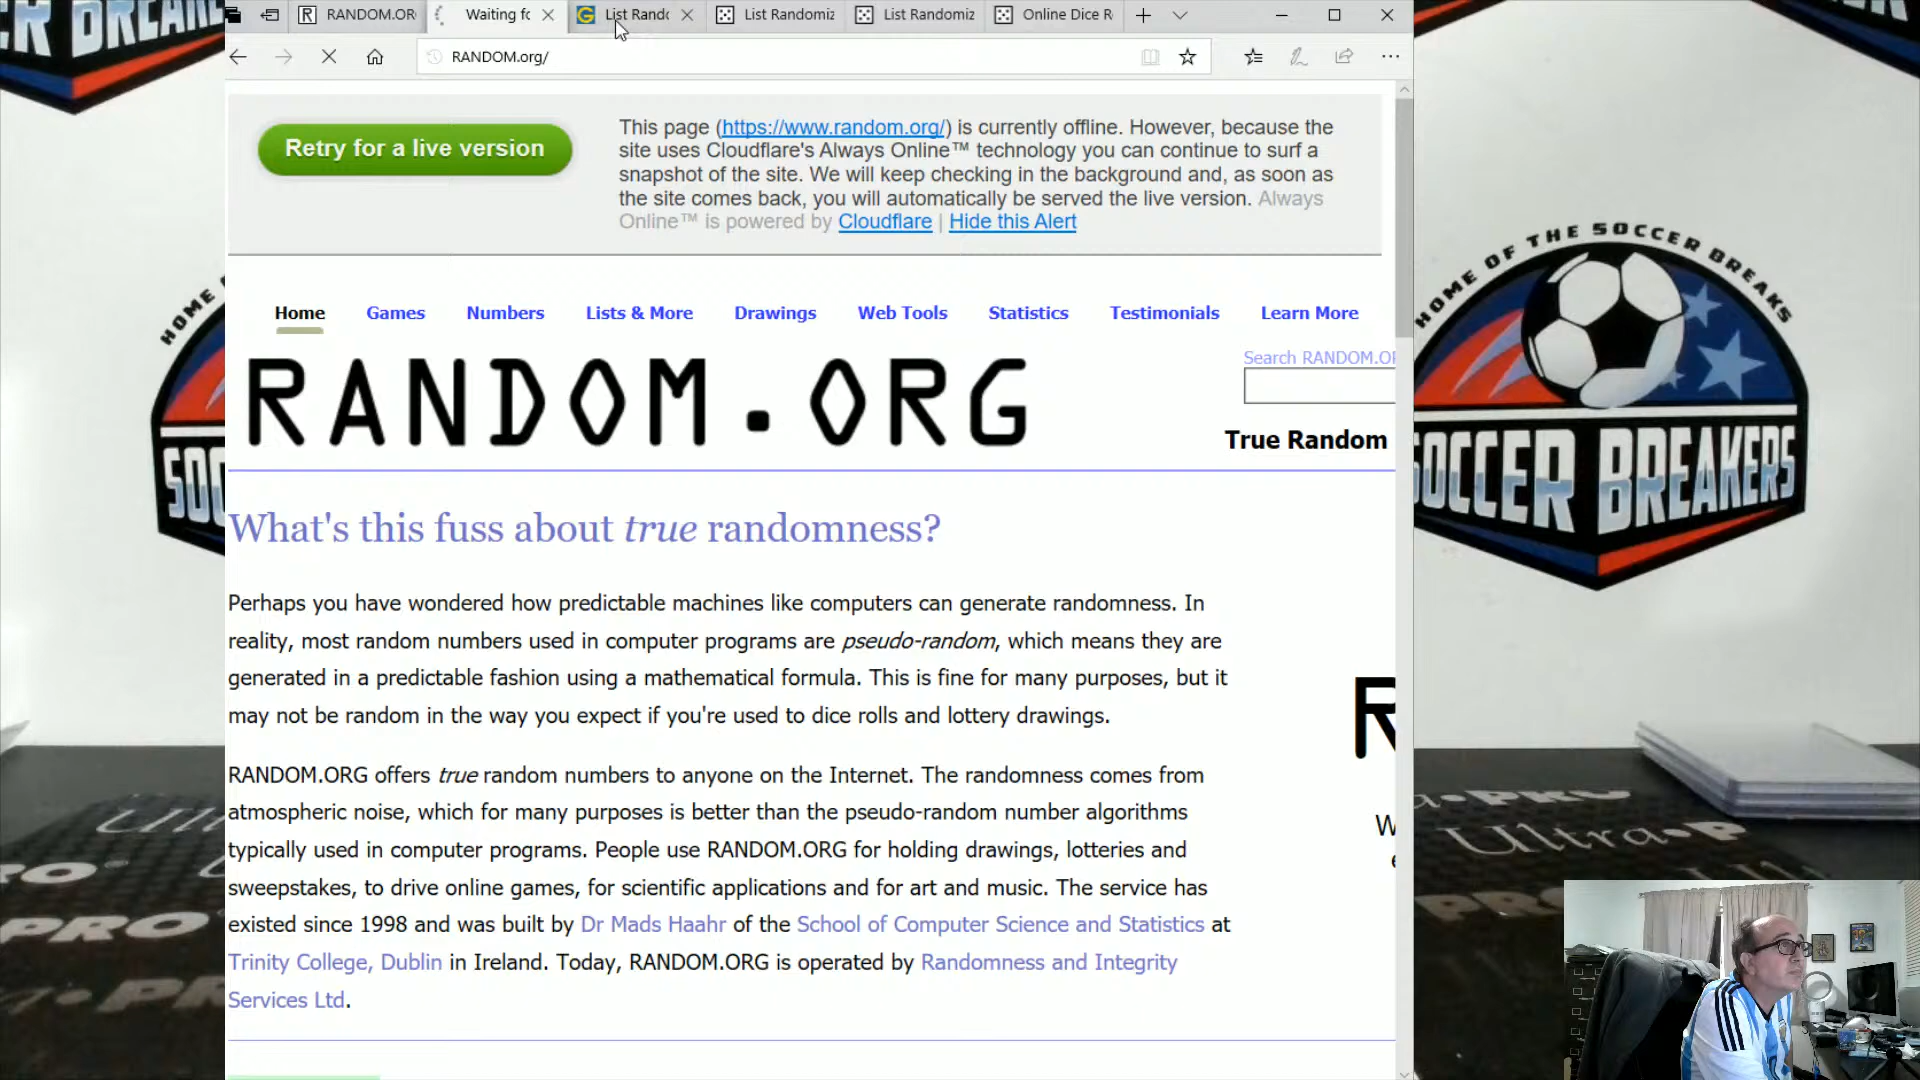 RANDOM.OR
Waiting fo
List Rando
List Randomiz
List Randomiz
Online Dice R
RANDOM.org/
Retry for a live version
This page (https://www.random.org/) is currently offline. However, because the
site uses Cloudflare's Always Online™ technology you can continue to surf a
snapshot of the site. We will keep checking in the background and, as soon as
the site comes back, you will automatically be served the live version. Always
Online™ is powered by Cloudflare | Hide this Alert
Home Games Numbers Lists & More Drawings Web Tools Statistics Testimonials Learn More
Search RANDOM.OR
RANDOM.ORG
True Random
What's this fuss about true randomness?
Perhaps you have wondered how predictable machines like computers can generate randomness. In
reality, most random numbers used in computer programs are pseudo-random, which means they are
generated in a predictable fashion using a mathematical formula. This is fine for many purposes, but it
may not be random in the way you expect if you're used to dice rolls and lottery drawings.
RANDOM.ORG offers true random numbers to anyone on the Internet. The randomness comes from
atmospheric noise, which for many purposes is better than the pseudo-random number algorithms
typically used in computer programs. People use RANDOM.ORG for holding drawings, lotteries and
sweepstakes, to drive online games, for scientific applications and for art and music. The service has
existed since 1998 and was built by Dr Mads Haahr of the School of Computer Science and Statistics at
Trinity College, Dublin in Ireland. Today, RANDOM.ORG is operated by Randomness and Integrity
Services Ltd.
R
W
BREAKER
HOME
SOC
HOME OF THE SOCCER BREAKS
SOCCER BREAKERS
Ultra
PRO
PRO
PRO
Ultra P